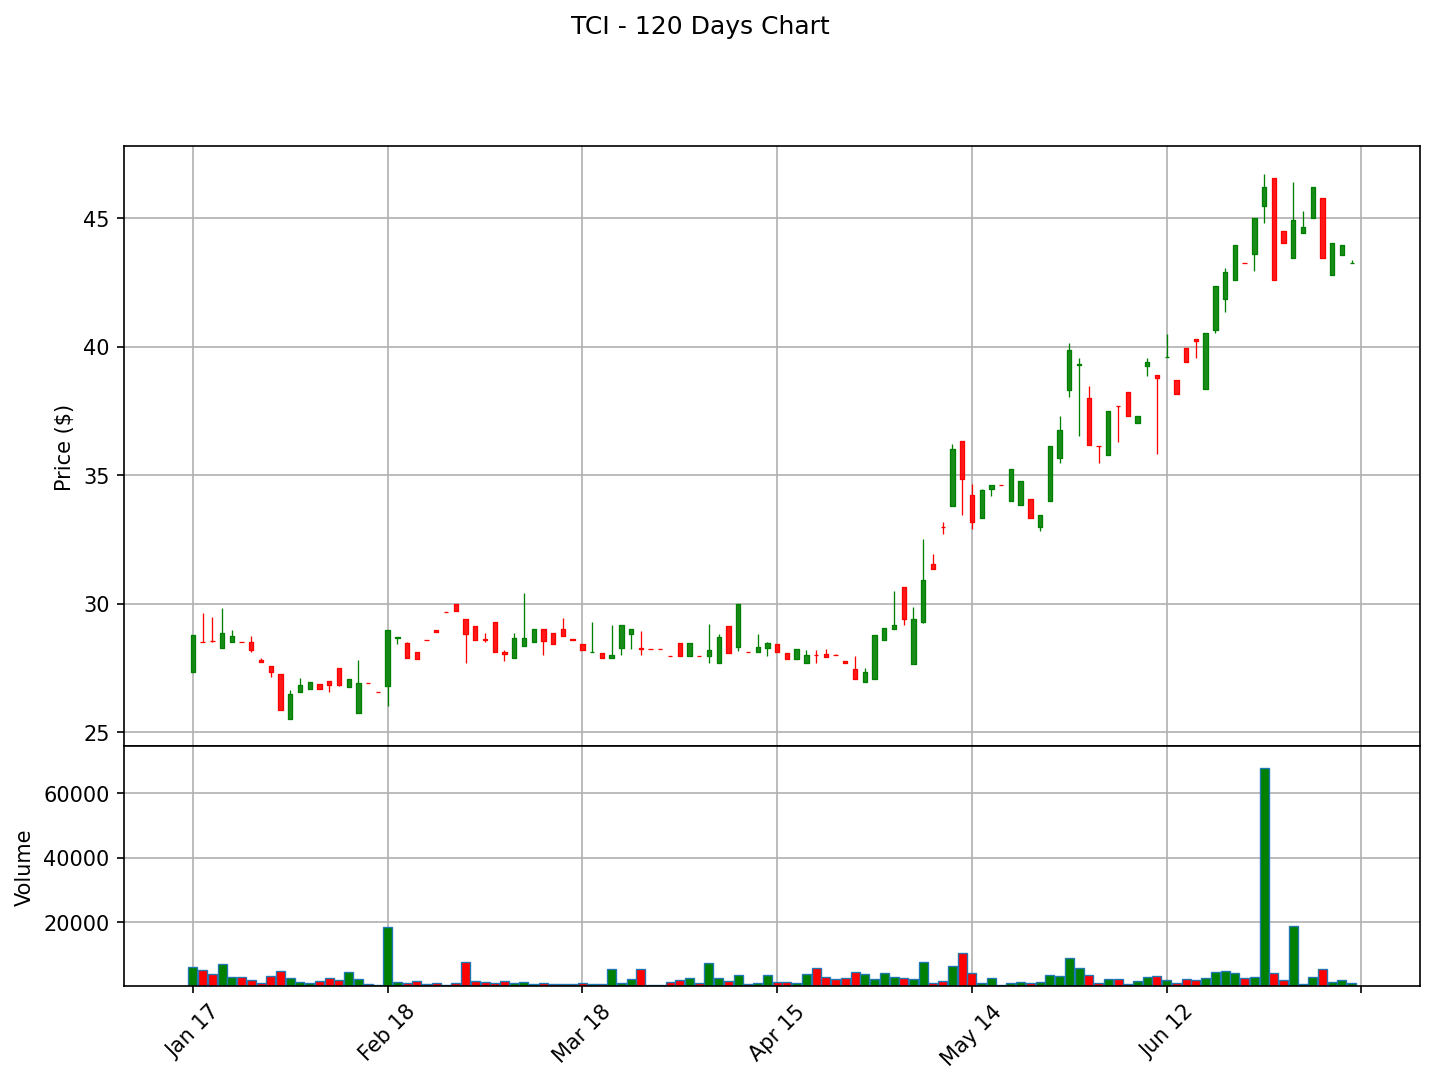 TCI - 120 Days Chart
Price ($)
45
40
35
30
25
Volume
60000
40000
20000
Jan 17
Feb 18
Mar 18
Apr 15
May 14
Jun 12